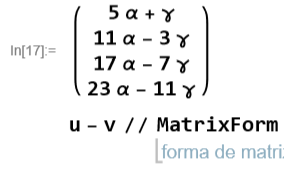 In[17]:=
5 α + γ
11 α - 3 γ
17 α - 7 γ
23 α - 11 γ
u - v // MatrixForm
forma de matri